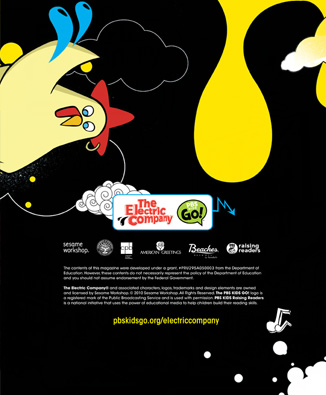 The
Electric
Company
PBS
KIDS
GO!
sesame
workshop
cpb
AMERICAN GREETINGS
Beaches
raising
readers
The contents of this magazine were developed under a grant, #PRU295A050003 from the Department of
Education. However, these contents do not necessarily represent the policy of the Department of Education
and you should not assume endorsement by the Federal Government.
The Electric Company® and associated characters, logos, trademarks and design elements are owned
and licensed by Sesame Workshop. © 2010 Sesame Workshop. All Rights Reserved. The PBS KIDS GO! logo is
a registered mark of the Public Broadcasting Service and is used with permission. PBS KIDS Raising Readers
is a national initiative that uses the power of educational media to help children build their reading skills.
pbskidsgo.org/electriccompany